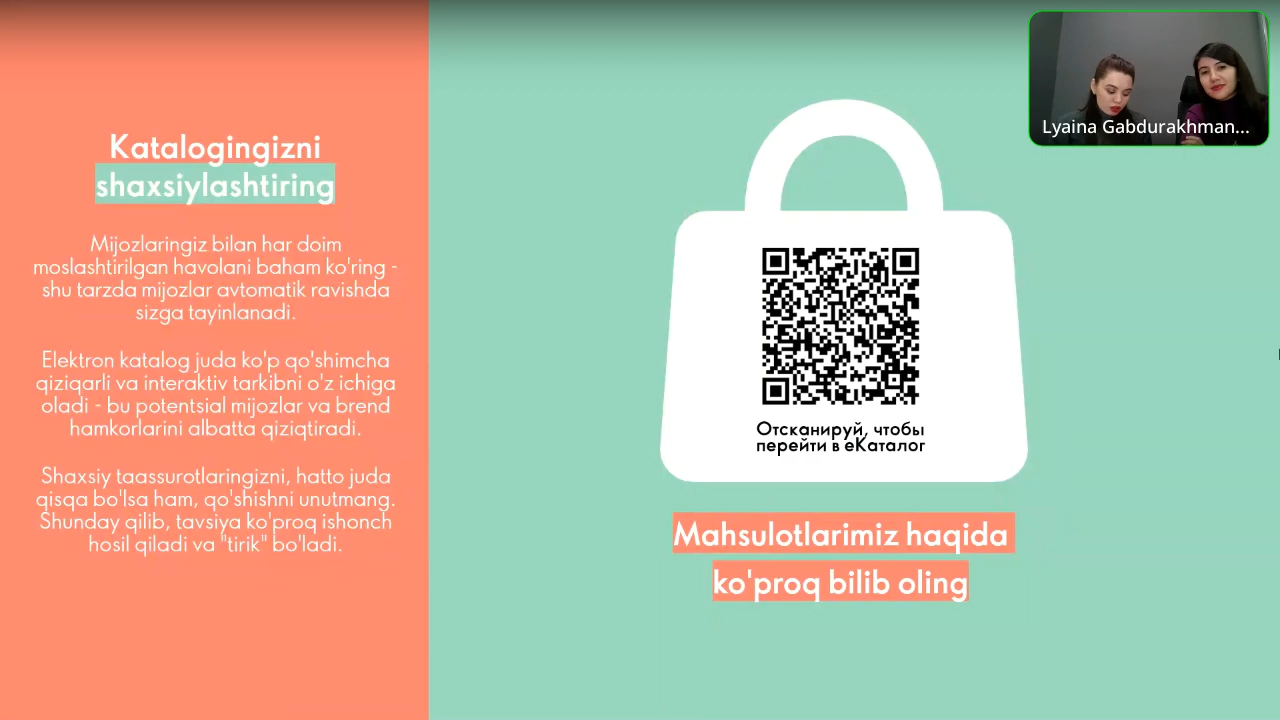 Katalogingizni
shaxsiylashtiring
Mijozlaringiz bilan har doim
moslashtirilgan havolani baham ko'ring -
shu tarzda mijozlar avtomatik ravishda
sizga tayinlanadi.
Elektron katalog juda ko'p qo'shimcha
qiziqarli va interaktiv tarkibni o'z ichiga
oladi - bu potentsial mijozlar va brend
hamkorlarini albatta qiziqtiradi.
Shaxsiy taassurotlaringizni, hatto juda
qisqa bo'lsa ham, qo'shishni unutmang.
Shunday qilib, tavsiya ko'proq ishonch
hosil qiladi va "tirik" bo'ladi.
Отсканируй, чтобы
перейти в еКаталог
Mahsulotlarimiz haqida
ko'proq bilib oling
Lyaina Gabdurakhman...